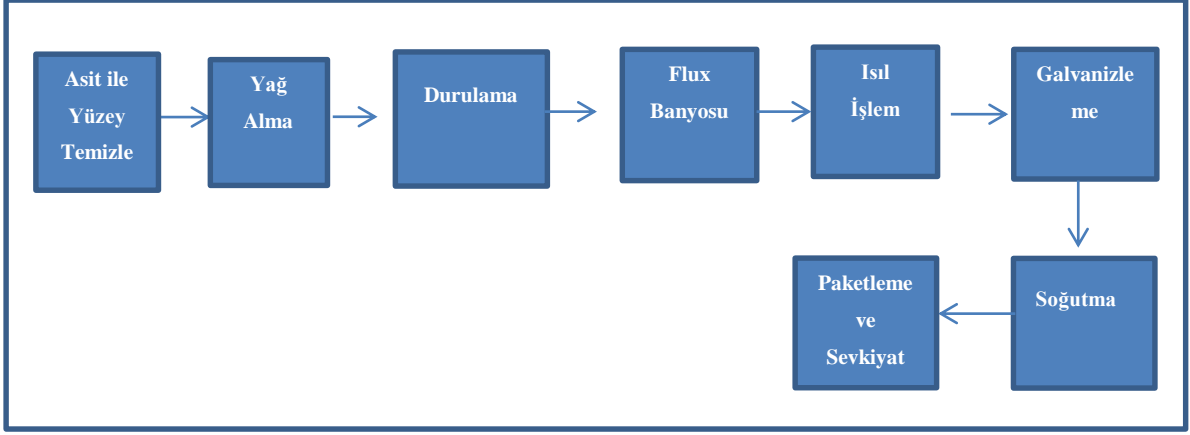 Asit ile
Yüzey
Temizle
Yağ
Alma
Durulama
Flux
Banyosu
Isıl
İşlem
Galvanizle
me
Soğutma
Paketleme
ve
Sevkiyat